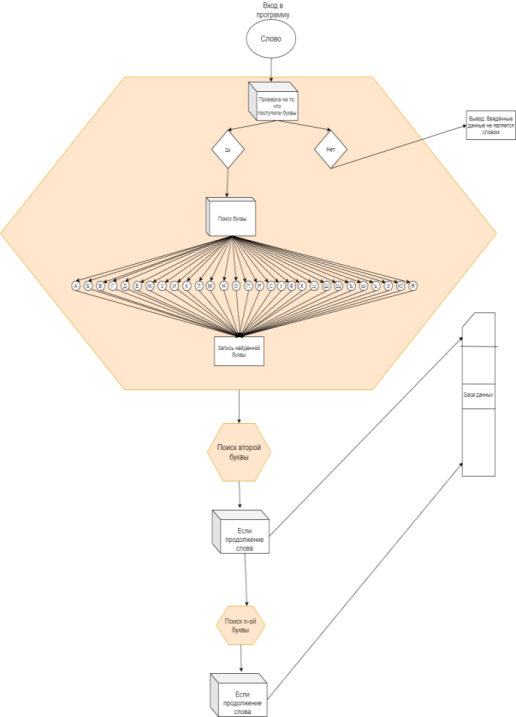 Вход в
программу
Слово
Проверка на то,
что
поступили буквы
Вывод: Введённые
данные не является
словом
Да
Нет
Поиск буквы
А Б В Г Д Е
Запись найденной
буквы
База данных
Поиск второй
буквы
Если
продолжение
слова
Поиск n-ой
буквы
Если
продолжение
слова